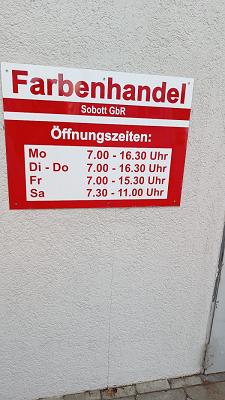 Farbenhandel
Sobott GbR
Öffnungszeiten:
Mo 7.00 - 16.30 Uhr
Di - Do 7.00 - 16.30 Uhr
Fr 7.00 - 15.30 Uhr
Sa 7.30 - 11.00 Uhr